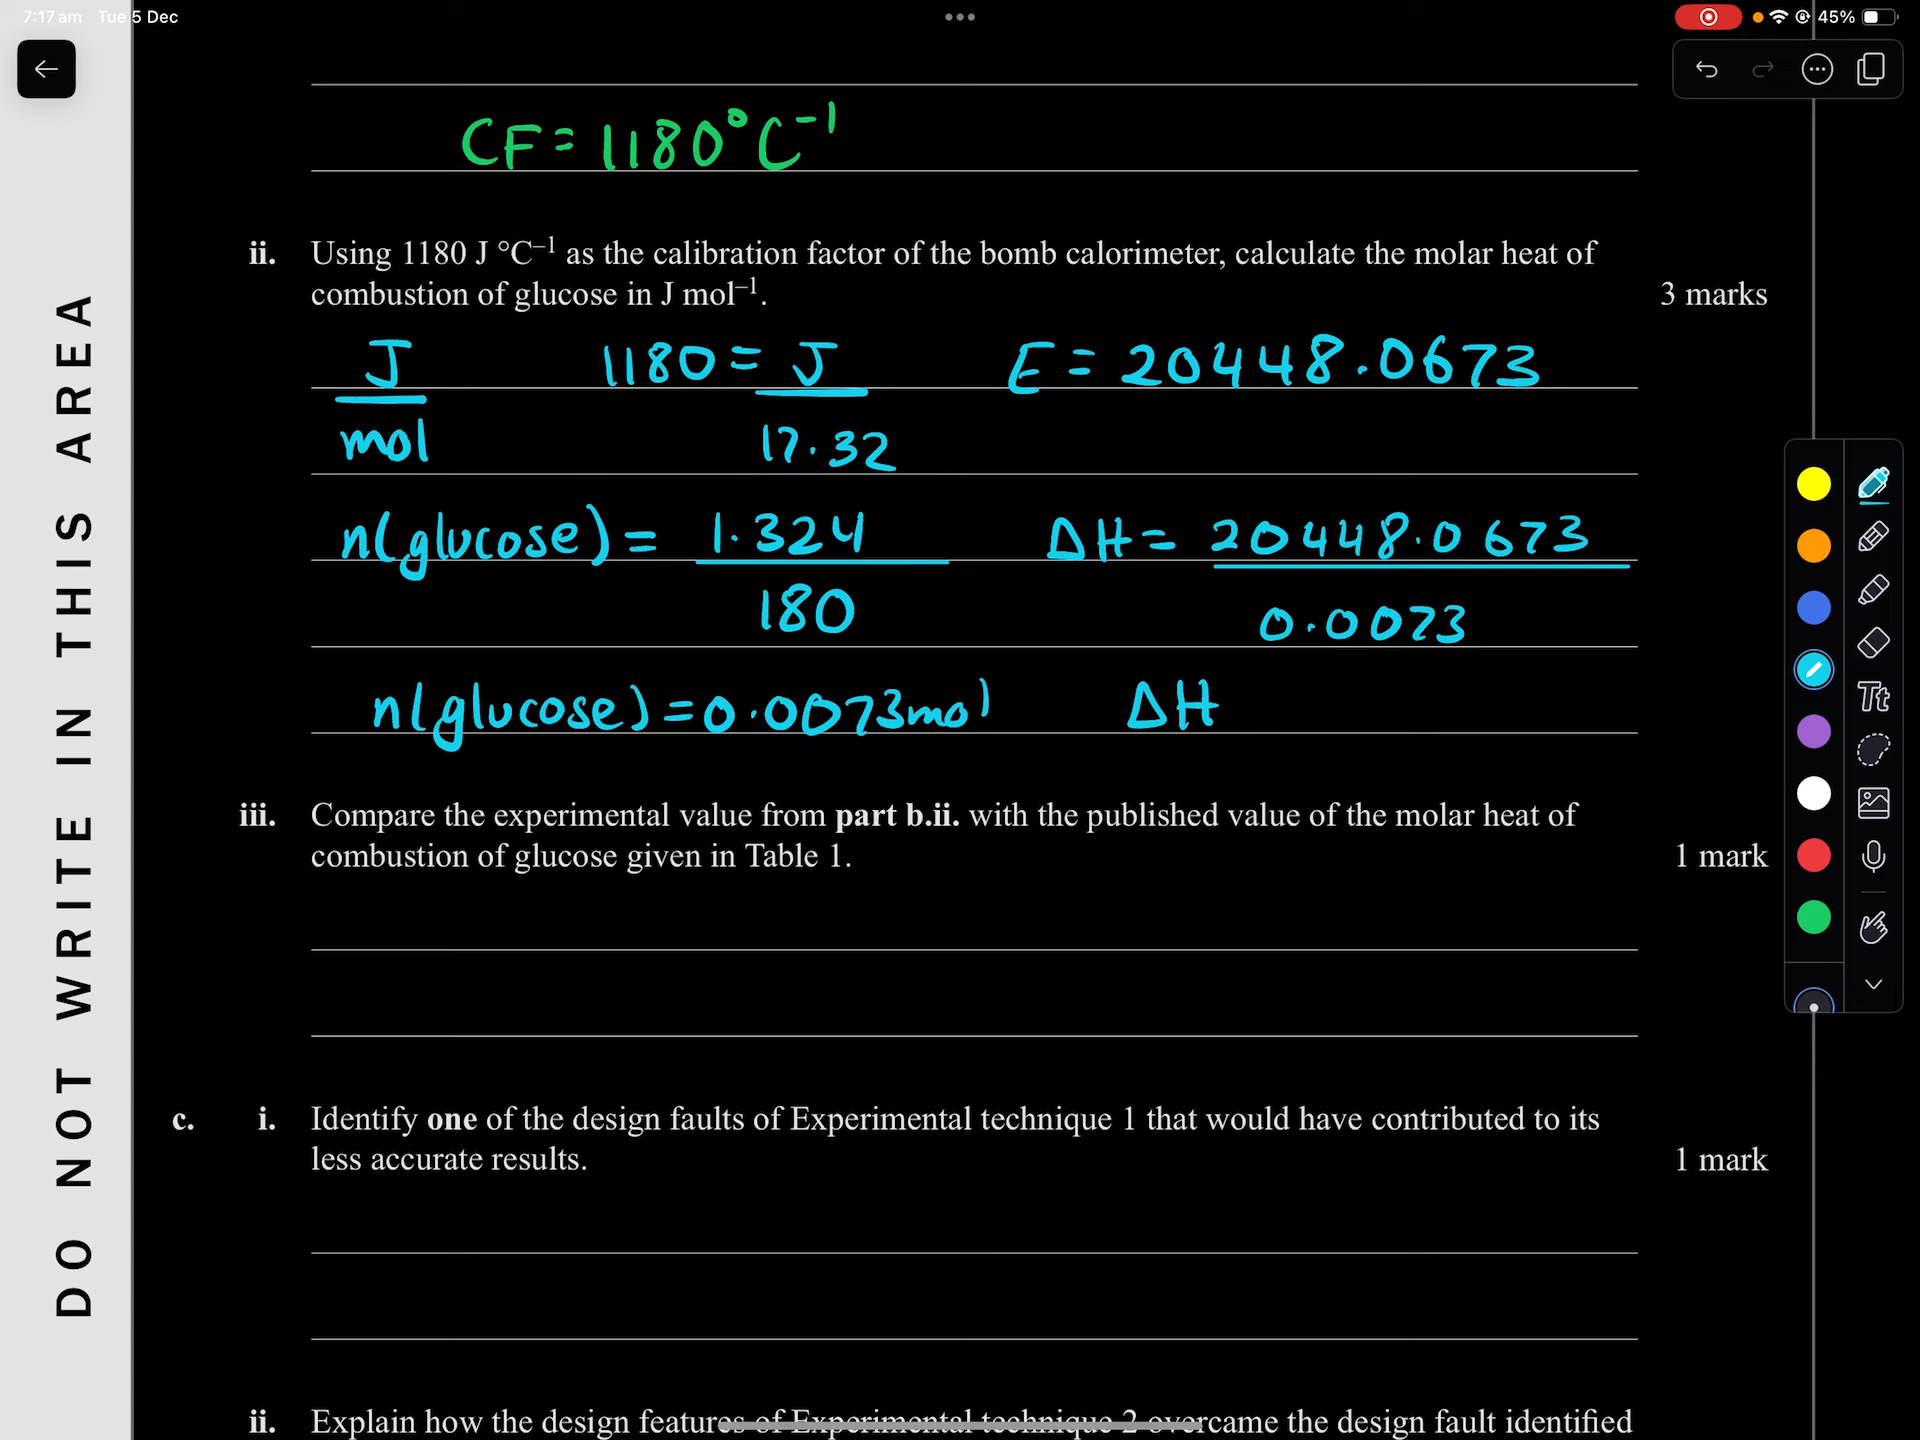 7:17 am Tue 5 Dec
45%
CF = 1180°C⁻¹
ii. Using 1180 J °C⁻¹ as the calibration factor of the bomb calorimeter, calculate the molar heat of
combustion of glucose in J mol⁻¹.
3 marks
J 1180 = J E = 20448.0673
mol 17.32
n(glucose) = 1.324 ΔH = 20448.0673
180 0.0073
n(glucose) = 0.0073mol ΔH
iii. Compare the experimental value from part b.ii. with the published value of the molar heat of
combustion of glucose given in Table 1.
1 mark
c. i. Identify one of the design faults of Experimental technique 1 that would have contributed to its
less accurate results.
1 mark
ii. Explain how the design features of Experimental technique 2 overcame the design fault identified
DO NOT WRITE IN THIS AREA
Tt